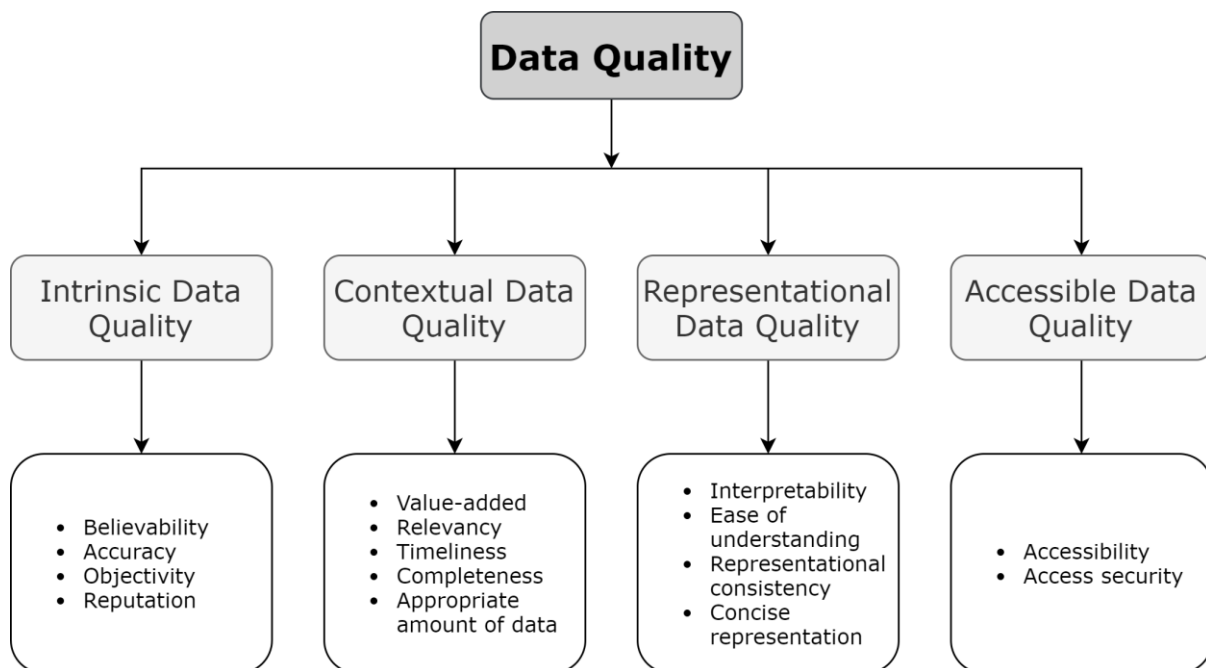 Data Quality
Intrinsic Data
Quality
Contextual Data
Quality
Representational
Data Quality
Accessible Data
Quality
• Believability
• Accuracy
• Objectivity
• Reputation
• Value-added
• Relevancy
• Timeliness
• Completeness
• Appropriate
amount of data
• Interpretability
• Ease of
understanding
• Representational
consistency
• Concise
representation
• Accessibility
• Access security